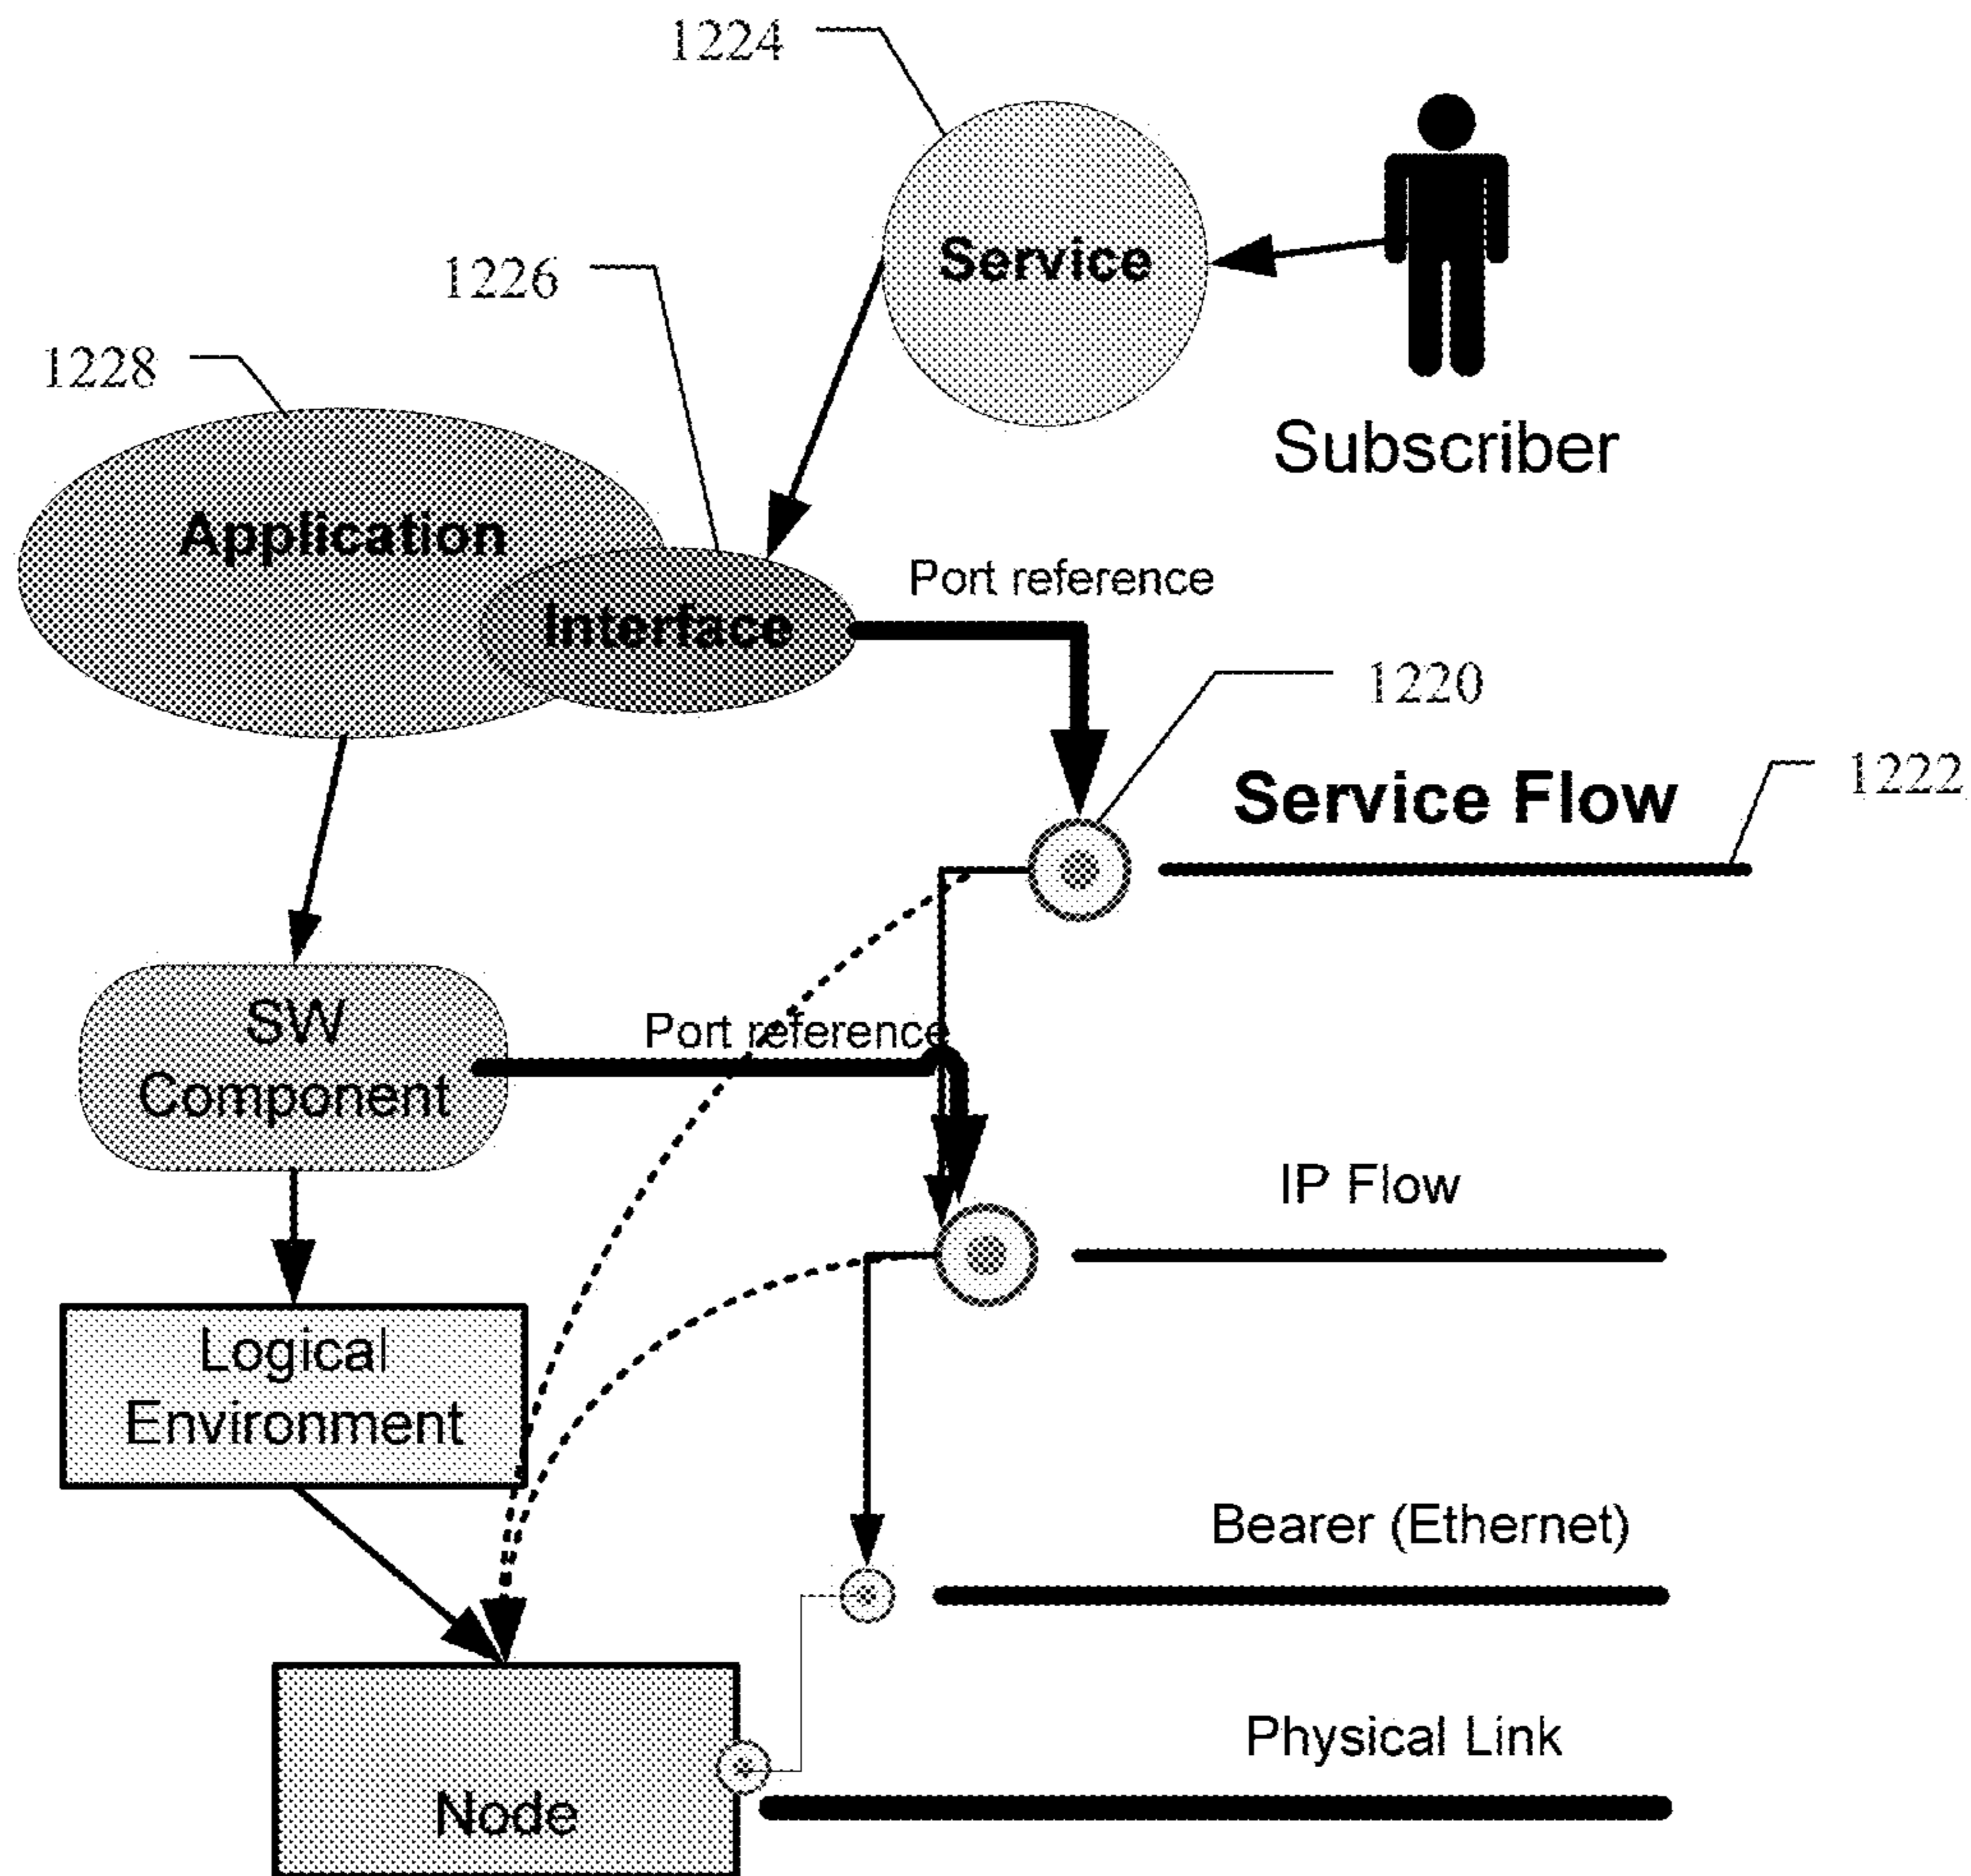 1224
Service
1226
1228
Subscriber
Application
Port reference
Interface
1220
1222
Service Flow
SW
Component
Port reference
IP Flow
Logical
Environment
Bearer (Ethernet)
Physical Link
Node